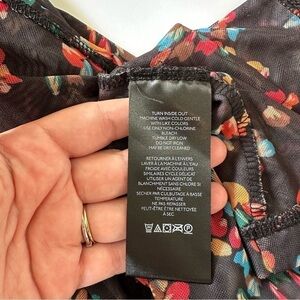 TURN INSIDE OUT
MACHINE WASH COLD GENTLE
WITH LIKE COLORS
USE ONLY NON-CHLORINE
BLEACH
TUMBLE DRY LOW
DO NOT IRON
MAY BE DRY CLEANED
RETOURNER À L'ENVERS
LAVER À LA MACHINE À L'EAU
FROIDE AVEC COULEURS
SIMILAIRES CYCLE DÉLICAT
UTILISER UN AGENT DE
BLANCHIMENT SANS CHLORE SI
NÉCESSAIRE
SÉCHER PAR CULBUTAGE À BASSE
TEMPÉRATURE
NE PAS REPASSER
PEUT ÊTRE NETTOYÉ
À SEC